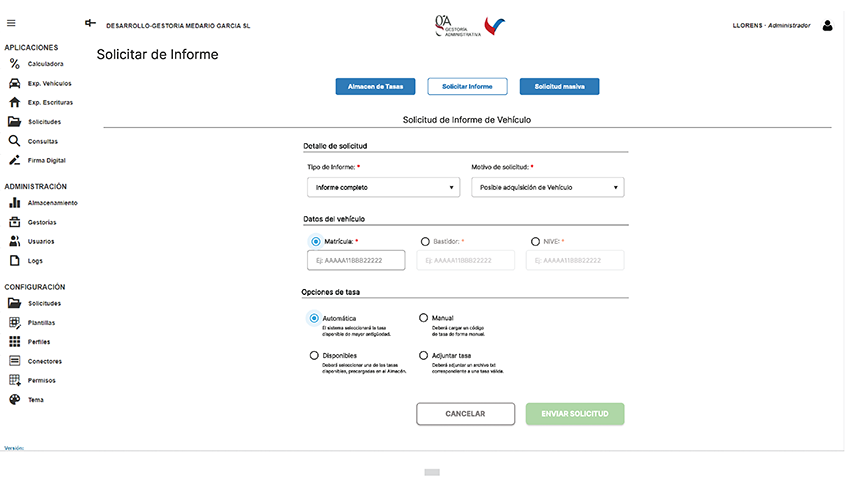 DESARROLLO-GESTORIA MEDARIO GARCIA SL
GESTORÍA
ADMINISTRATIVA
LLORENS - Administrador
APLICACIONES
Calculadora
Exp. Vehículos
Exp. Escrituras
Solicitudes
Consultas
Firma Digital
ADMINISTRACIÓN
Almacenamiento
Gestorías
Usuarios
Logs
CONFIGURACIÓN
Solicitudes
Plantillas
Perfiles
Conectores
Permisos
Tema
Versión:
Solicitar de Informe
Almacen de Tasas
Solicitar Informe
Solicitud masiva
Solicitud de Informe de Vehículo
Detalle de solicitud
Tipo de Informe: *
Motivo de solicitud: *
Informe completo
Posible adquisición de Vehículo
Datos del vehículo
Matrícula: *
Bastidor: *
NIVE: *
Ej: AAAAA11BBB22222
Ej: AAAAA11BBB22222
Ej: AAAAA11BBB22222
Opciones de tasa
Automática
El sistema seleccionará la tasa
disponible de mayor antigüedad.
Manual
Deberá cargar un código
de tasa de forma manual.
Disponibles
Deberá seleccionar una de las tasas
disponibles, precargadas en el Almacén.
Adjuntar tasa
Deberá adjuntar un archivo txt
correspondiente a una tasa válida.
CANCELAR
ENVIAR SOLICITUD